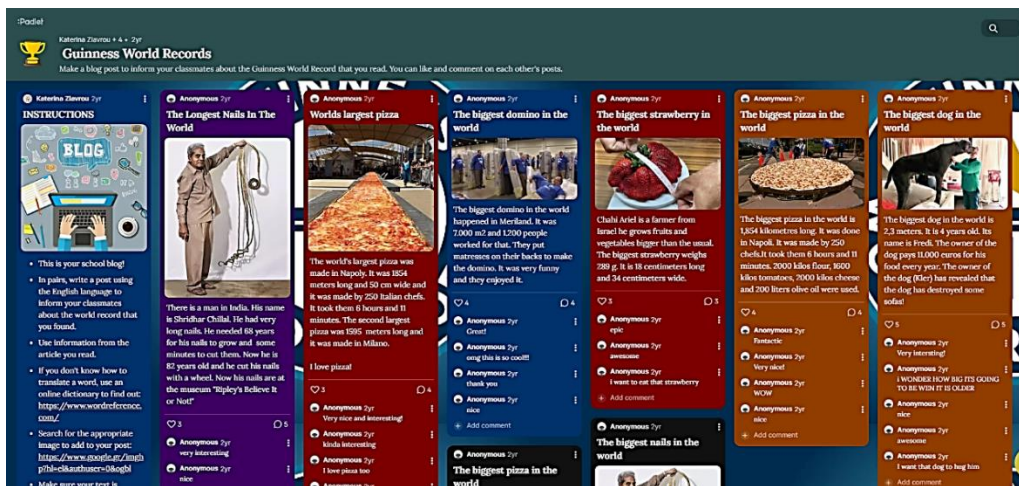 :Padlet
Katerina Zlavrou + 4 • 2yr
Guinness World Records
Make a blog post to inform your classmates about the Guinness World Record that you read. You can like and comment on each other's posts.
Katerina Zlavrou 2yr
INSTRUCTIONS
BLOG
• This is your school blog!
• In pairs, write a post using
the English language to
inform your classmates
about the world record that
you found.
• Use information from the
article you read.
• If you don't know how to
translate a word, use an
online dictionary to find out:
https://www.wordreference.
com/
• Search for the appropriate
image to add to your post:
https://www.google.gr/imgh
p?hl=el&authuser=0&ogbl
• Make sure your text is
Anonymous 2yr
The Longest Nails In The
World
There is a man in India. His name
is Shridhar Chillal. He had very
long nails. He needed 68 years
for his nails to grow and some
minutes to cut them. Now he is
82 years old and he cut his nails
with a wheel. Now his nails are at
the museum "Ripley's Believe It
or Not!"
3
5
Anonymous 2yr
very interesting
Anonymous 2yr
nice
Anonymous 2yr
Worlds largest pizza
The world's largest pizza was
made in Napoly. It was 1854
meters long and 50 cm wide and
it was made by 250 Italian chefs.
It took them 6 hours and 11
minutes. The second largest
pizza was 1595 meters long and
it was made in Milano.
I love pizza!
3
4
Anonymous 2yr
Very nice and interesting!
Anonymous 2yr
kinda interesting
Anonymous 2yr
I love pizza too
Anonymous 2yr
Anonymous 2yr
The biggest domino in the
world
The biggest domino in the world
happened in Meriland. It was
7.000 m2 and 1.200 people
worked for that. They put
matresses on their backs to make
the domino. It was very funny
and they enjoyed it.
4
4
Anonymous 2yr
Great!
Anonymous 2yr
omg this is so cool!!!
Anonymous 2yr
thank you
Anonymous 2yr
nice
Add comment
Anonymous 2yr
The biggest pizza in the
world
Anonymous 2yr
The biggest strawberry in
the world
Chahi Ariel is a farmer from
Israel he grows fruits and
vegetables bigger than the usual.
The biggest strawberry weighs
289 g. It is 18 centimeters long
and 34 centimeters wide.
3
3
Anonymous 2yr
epic
Anonymous 2yr
awesome
Anonymous 2yr
I want to eat that strawberry
Add comment
Anonymous 2yr
The biggest nails in the
world
Anonymous 2yr
The biggest pizza in the
world
The biggest pizza in the world is
1,854 kilometres long. It was done
in Napoli. It was made by 250
chefs.It took them 6 hours and 11
minutes. 2000 kilos flour, 1600
kilos tomatoes, 2000 kilos cheese
and 200 liters olive oil were used.
4
4
Anonymous 2yr
Fantactic
Anonymous 2yr
Very nice!
Anonymous 2yr
WOW
Anonymous 2yr
nice
Add comment
Anonymous 2yr
The biggest dog in the
world
The biggest dog in the world is
2,3 meters. It is 4 years old. Its
name is Fredi. The owner of the
dog pays 11.000 euros for his
food every year. The owner of
dog (Kler) has revealed that
the dog has destroyed some
sofas!
5
5
Anonymous 2yr
Very intersting!
Anonymous 2yr
i WONDER HOW BIG ITS GOING
TO BE WIN IT IS OLDER
Anonymous 2yr
nice
Anonymous 2yr
awesome
Anonymous 2yr
I want that dog to hug him
Add comment